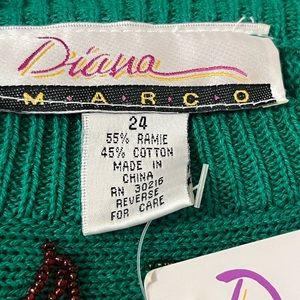 Diana
M·A·R·C·O
24
55% RAMIE
45% COTTON
MADE IN
CHINA
RN 30216
REVERSE
FOR CARE
D